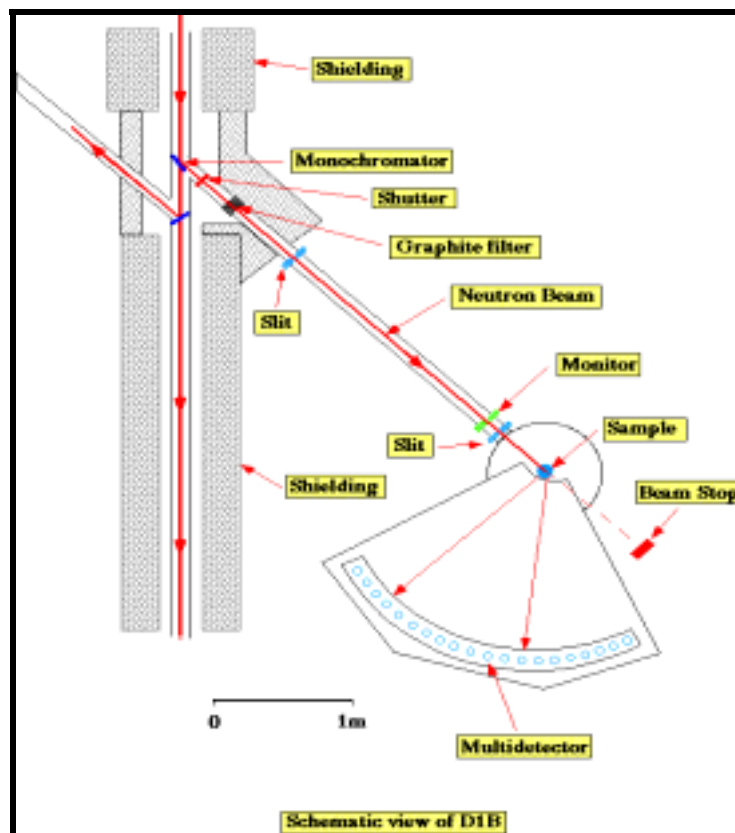 Shielding
Monochromator
Shutter
Graphite filter
Slit
Neutron Beam
Monitor
Slit
Sample
Shielding
Beam Stop
0 1m
Multidetector
Schematic view of D1B